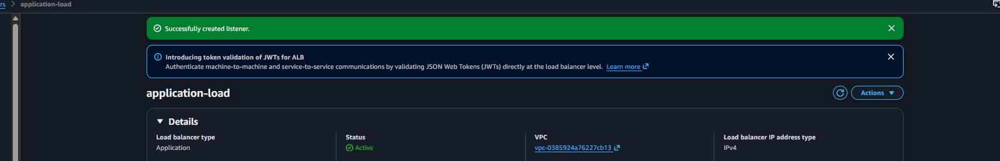 rs > application-load
Successfully created listener.
Introducing token validation of JWTs for ALB
Authenticate machine-to-machine and service-to-service communications by validating JSON Web Tokens (JWTs) directly at the load balancer level. Learn more
application-load
Actions
Details
Load balancer type
Application
Status
Active
VPC
vpc-0385924a76227cb13
Load balancer IP address type
IPv4